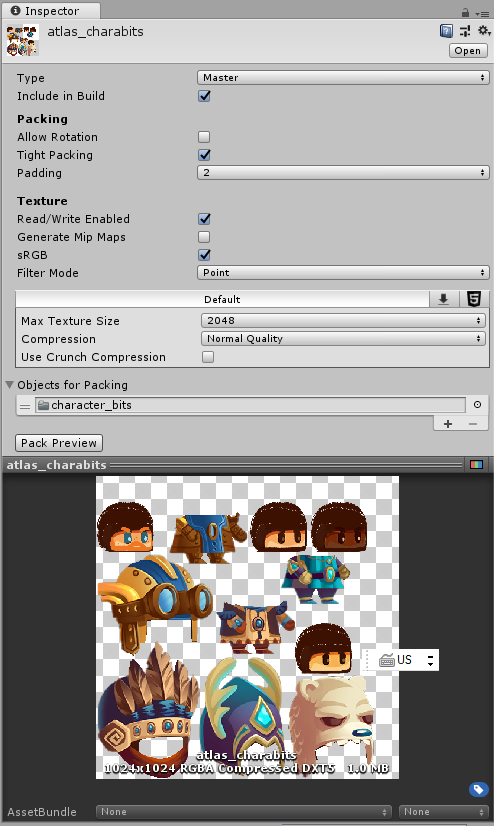 Inspector
atlas_charabits
Open
Type Master
Include in Build
Packing
Allow Rotation
Tight Packing
Padding 2
Texture
Read/Write Enabled
Generate Mip Maps
sRGB
Filter Mode Point
Default
Max Texture Size 2048
Compression Normal Quality
Use Crunch Compression
Objects for Packing
character_bits
Pack Preview
atlas_charabits
US
atlas_charabits
1024x1024 RGBA Compressed DXT5 1.0 MB
AssetBundle None None